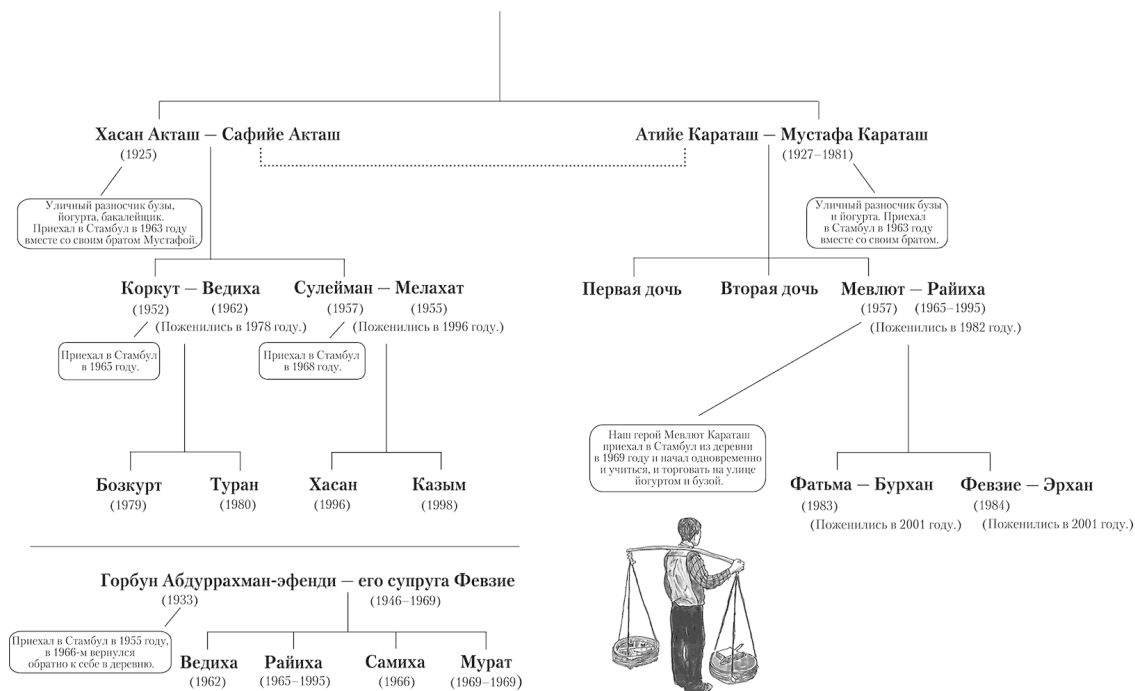 Хасан Акташ — Сафийе Акташ
(1925)
Уличный разносчик бузы,
йогурта, бакалейщик.
Приехал в Стамбул в 1963 году
вместе со своим братом Мустафой.
Атийе Караташ — Мустафа Караташ
(1927–1981)
Уличный разносчик бузы
и йогурта. Приехал
в Стамбул в 1963 году
вместе со своим братом.
Коркут — Ведиха
(1952) (1962)
(Поженились в 1978 году.)
Приехал в Стамбул
в 1965 году.
Сулейман — Мелахат
(1957) (1955)
(Поженились в 1996 году.)
Приехал в Стамбул
в 1968 году.
Первая дочь
Вторая дочь
Мевлют — Райиха
(1957) (1965–1995)
(Поженились в 1982 году.)
Наш герой Мевлют Караташ
приехал в Стамбул из деревни
в 1969 году и начал одновременно
и учиться, и торговать на улице
йогуртом и бузой.
Бозкурт
(1979)
Туран
(1980)
Хасан
(1996)
Казым
(1998)
Фатьма — Бурхан
(1983)
(Поженились в 2001 году.)
Февзие — Эрхан
(1984)
(Поженились в 2001 году.)
Горбун Абдуррахман-эфенди — его супруга Февзие
(1933) (1946–1969)
Приехал в Стамбул в 1955 году,
в 1966-м вернулся
обратно к себе в деревню.
Ведиха
(1962)
Райиха
(1965–1995)
Самиха
(1966)
Мурат
(1969–1969)